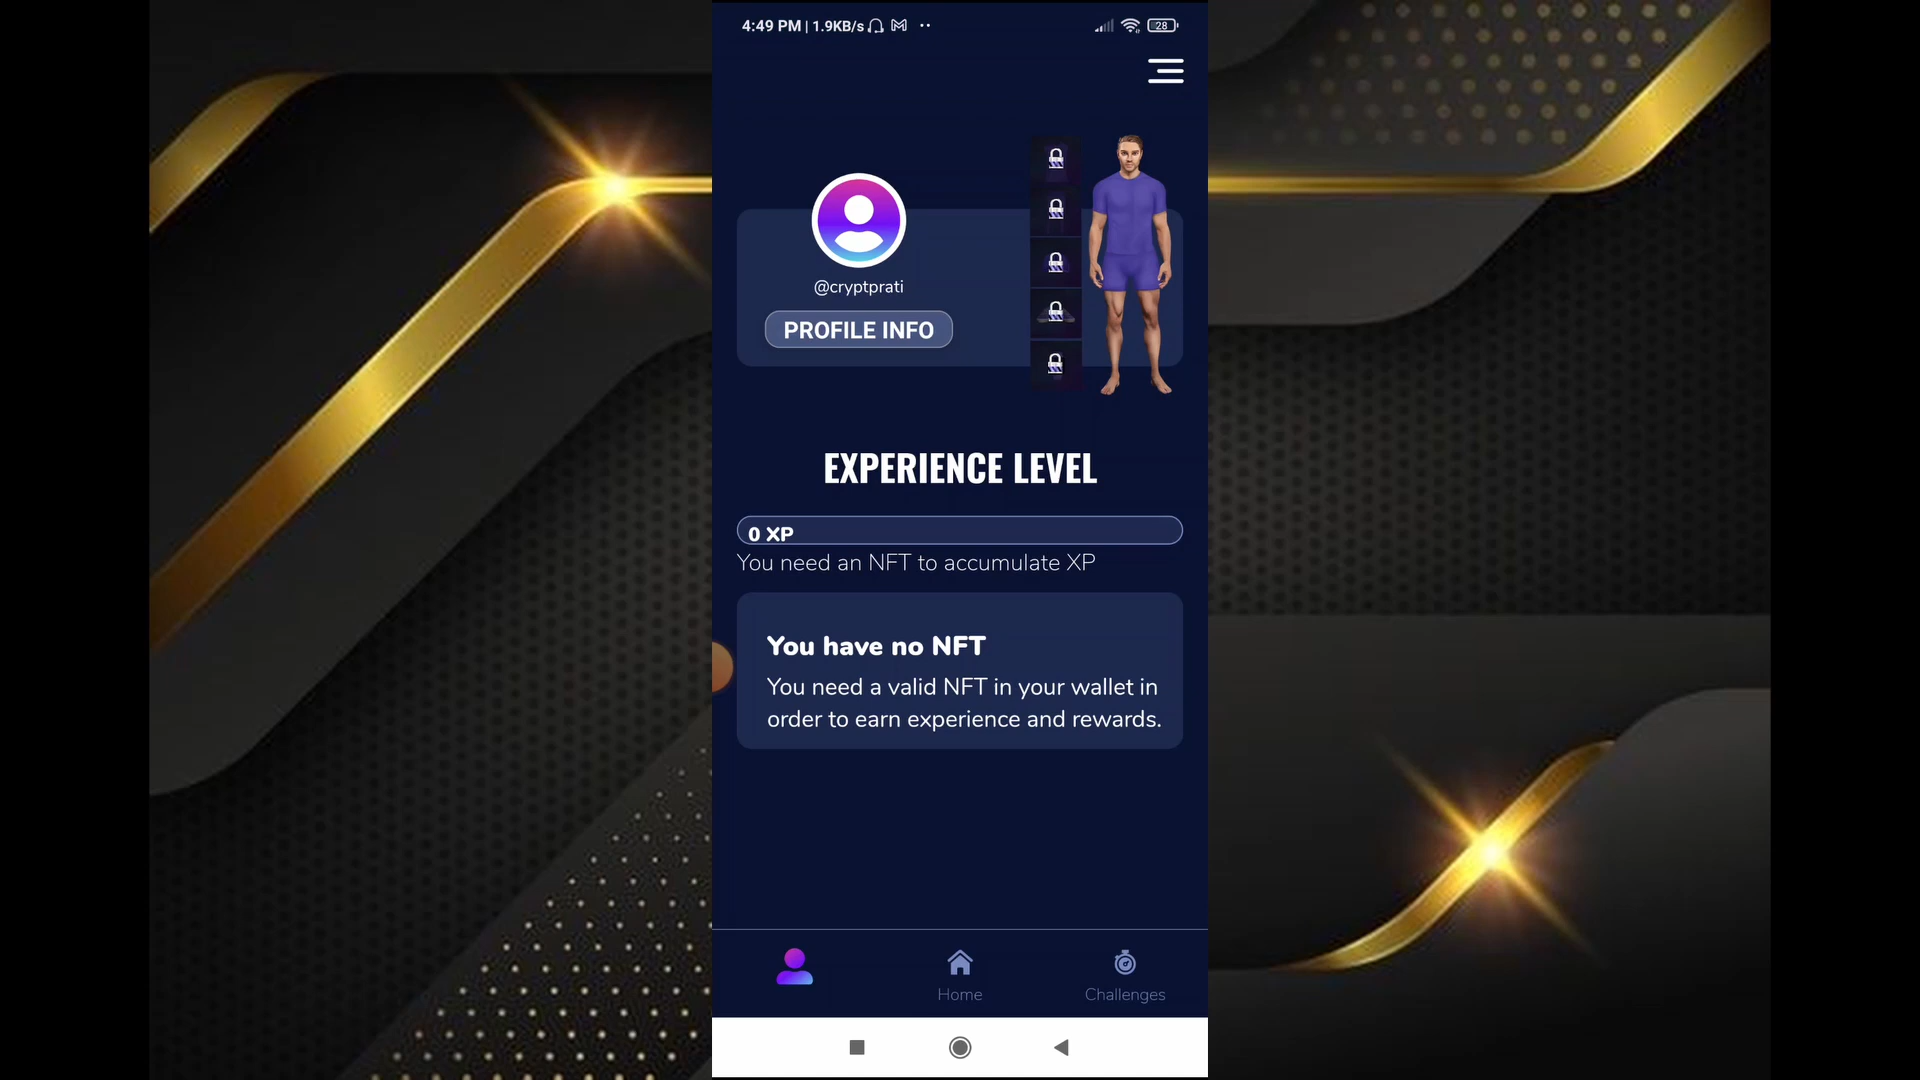 4:49 PM | 1.9KB/s
28
@cryptprati
PROFILE INFO
EXPERIENCE LEVEL
0 XP
You need an NFT to accumulate XP
You have no NFT
You need a valid NFT in your wallet in
order to earn experience and rewards.
Home
Challenges